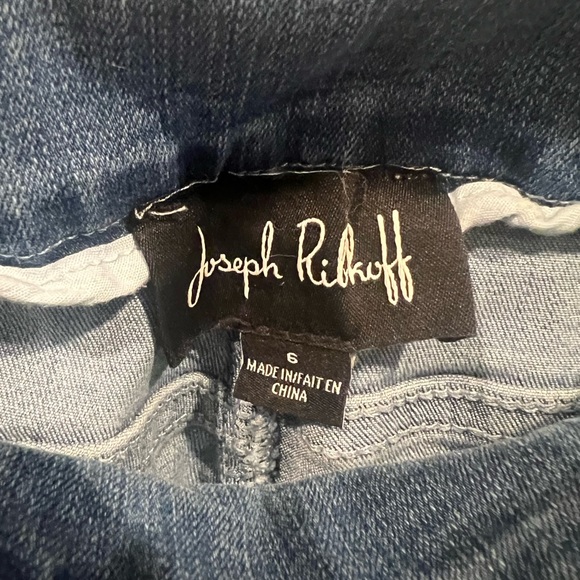 Joseph Ribkoff
6
MADE IN/FAIT EN
CHINA